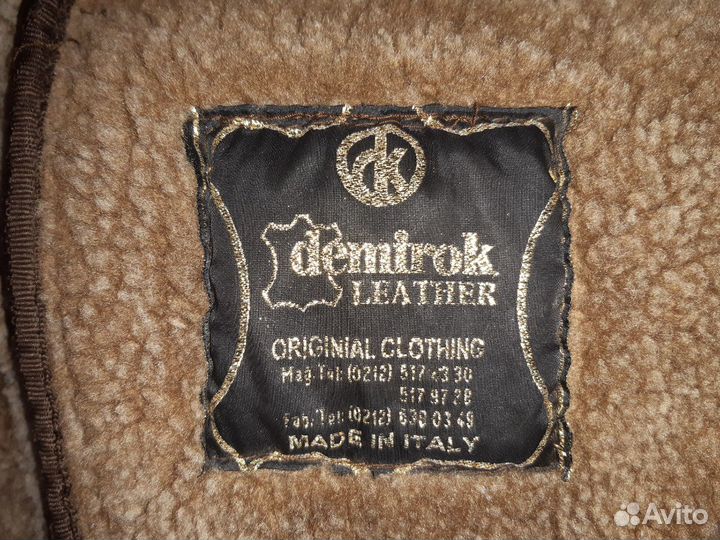 dk
demirok
LEATHER
ORIGINIAL CLOTHING
Mağ Tel: (0212) 517 43 30
517 97 28
Fab. Tel: (0212) 630 03 49
MADE IN ITALY
Avito